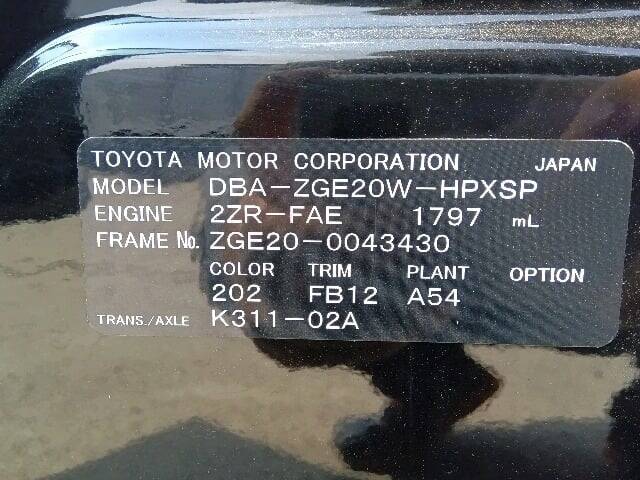 TOYOTA MOTOR CORPORATION JAPAN
MODEL DBA-ZGE20W-HPXSP
ENGINE 2ZR-FAE 1797 mL
FRAME No. ZGE20-0043430
COLOR TRIM PLANT OPTION
202 FB12 A54
TRANS./AXLE K311-02A